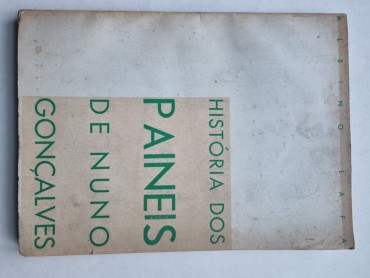 ALBINO LAPA
HISTÓRIA DOS
PAINEIS
DE NUNO
GONÇALVES